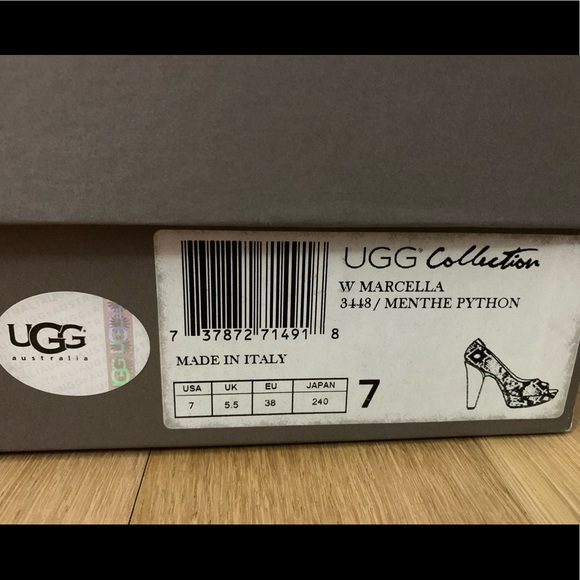 UGG Collection
W MARCELLA
3448 / MENTHE PYTHON
7 37872 71491 8
MADE IN ITALY
USA UK EU JAPAN
7 5.5 38 240
7
UGG
australia
UGG